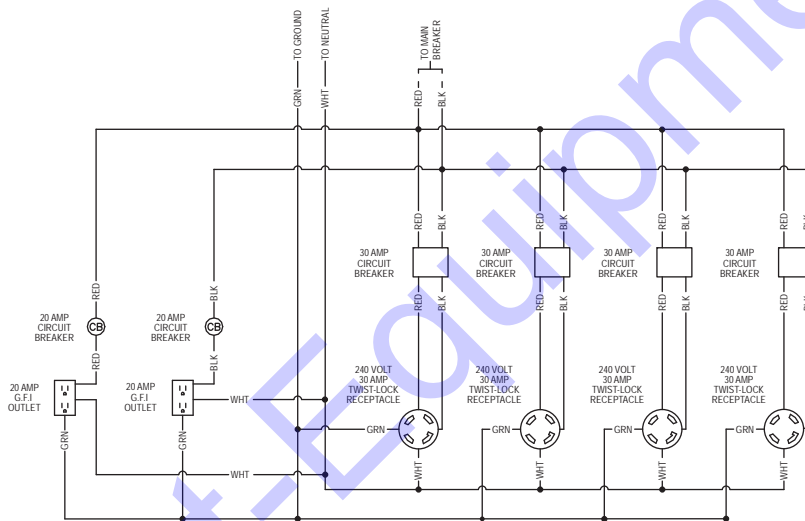 TO GROUND
TO NEUTRAL
TO MAIN
BREAKER
GRN
WHT
RED
BLK
RED
BLK
RED
BLK
RED
BLK
RED
BLK
30 AMP
CIRCUIT
BREAKER
30 AMP
CIRCUIT
BREAKER
30 AMP
CIRCUIT
BREAKER
30 AMP
CIRCUIT
BREAKER
RED
BLK
20 AMP
CIRCUIT
BREAKER
CB
20 AMP
CIRCUIT
BREAKER
CB
RED
BLK
RED
BLK
RED
BLK
RED
BLK
RED
BLK
20 AMP
G.F.I
OUTLET
20 AMP
G.F.I
OUTLET
240 VOLT
30 AMP
TWIST-LOCK
RECEPTACLE
240 VOLT
30 AMP
TWIST-LOCK
RECEPTACLE
240 VOLT
30 AMP
TWIST-LOCK
RECEPTACLE
240 VOLT
30 AMP
TWIST-LOCK
RECEPTACLE
WHT
GRN
GRN
GRN
GRN
GRN
GRN
WHT
WHT
WHT
WHT
WHT
t-Equipme